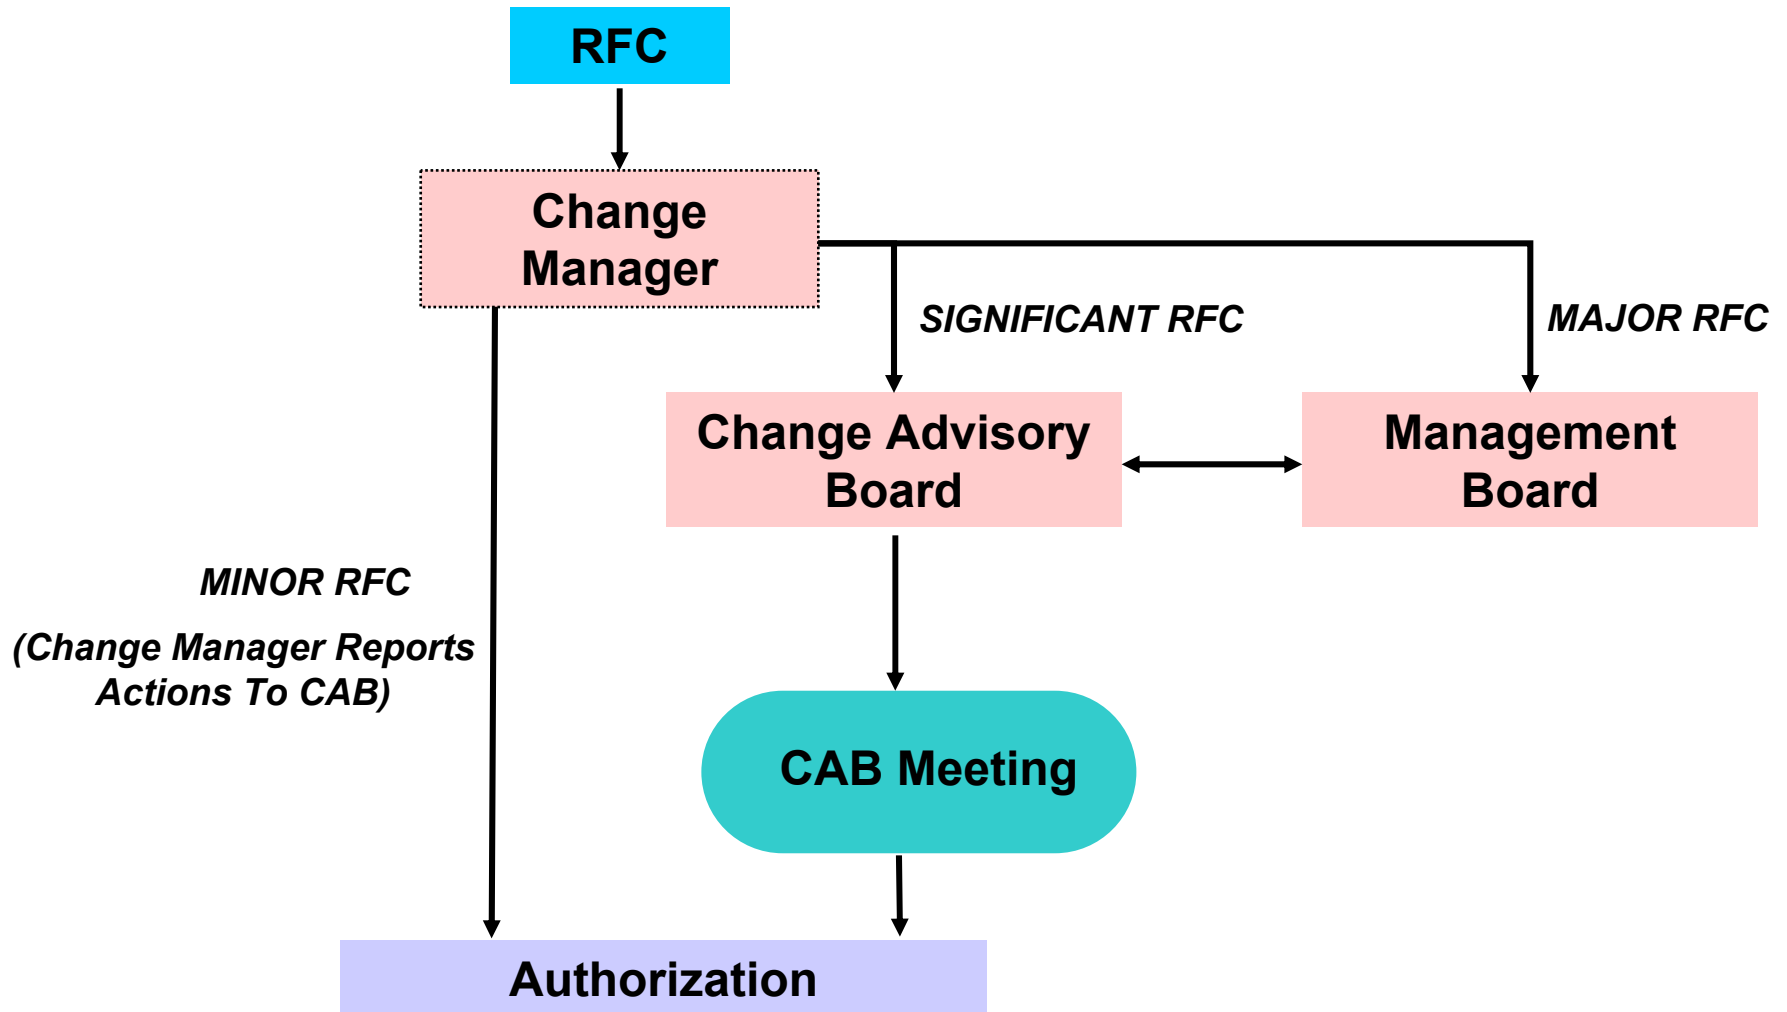 RFC
Change
Manager
SIGNIFICANT RFC
MAJOR RFC
Change Advisory
Board
Management
Board
MINOR RFC
(Change Manager Reports
Actions To CAB)
CAB Meeting
Authorization